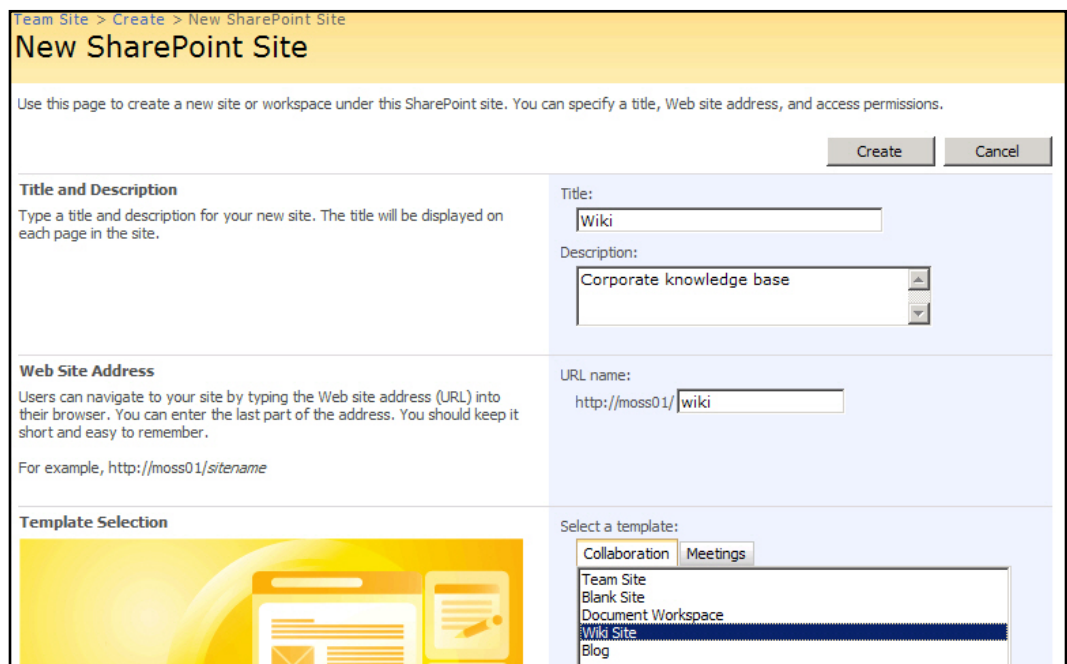 Team Site > Create > New SharePoint Site
New SharePoint Site
Use this page to create a new site or workspace under this SharePoint site. You can specify a title, Web site address, and access permissions.
Create Cancel
Title and Description
Type a title and description for your new site. The title will be displayed on
each page in the site.
Title:
Wiki
Description:
Corporate knowledge base
Web Site Address
Users can navigate to your site by typing the Web site address (URL) into
their browser. You can enter the last part of the address. You should keep it
short and easy to remember.
For example, http://moss01/sitename
URL name:
http://moss01/ wiki
Template Selection
Select a template:
Collaboration Meetings
Team Site
Blank Site
Document Workspace
Wiki Site
Blog